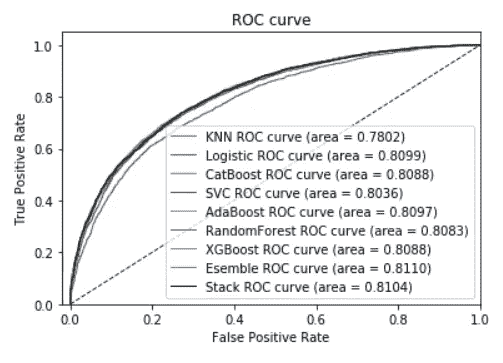 ROC curve
1.0
0.8
0.6
0.4
0.2
0.0
True Positive Rate
KNN ROC curve (area = 0.7802)
Logistic ROC curve (area = 0.8099)
CatBoost ROC curve (area = 0.8088)
SVC ROC curve (area = 0.8036)
AdaBoost ROC curve (area = 0.8097)
RandomForest ROC curve (area = 0.8083)
XGBoost ROC curve (area = 0.8088)
Esemble ROC curve (area = 0.8110)
Stack ROC curve (area = 0.8104)
0.0 0.2 0.4 0.6 0.8 1.0
False Positive Rate